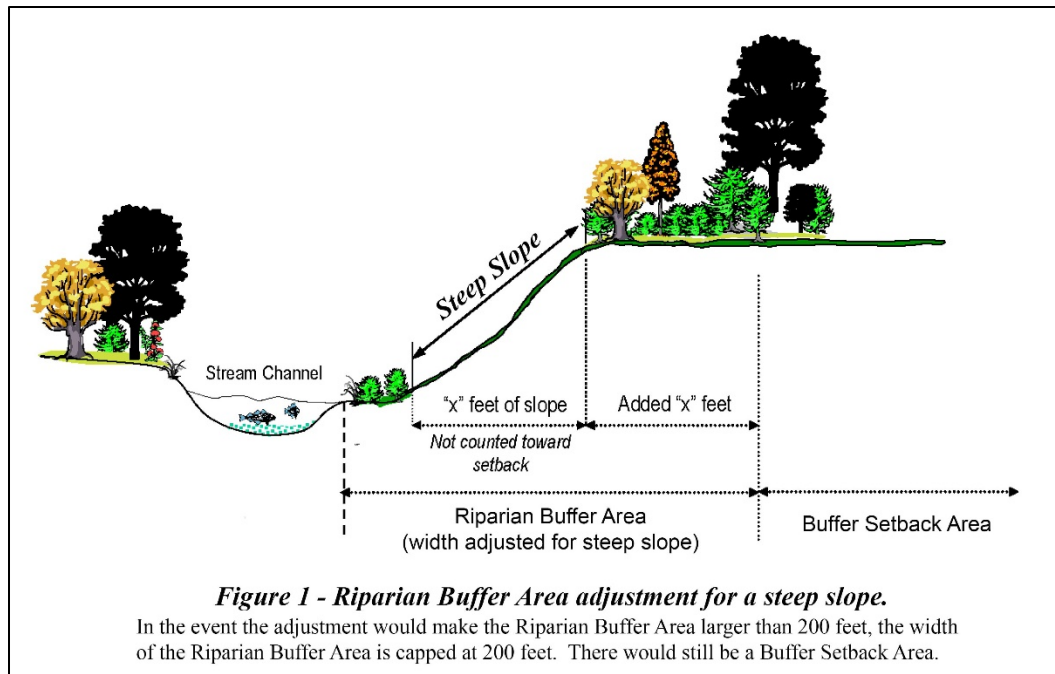 Steep Slope
Stream Channel
"x" feet of slope
Added "x" feet
Not counted toward
setback
Riparian Buffer Area
(width adjusted for steep slope)
Buffer Setback Area
Figure 1 - Riparian Buffer Area adjustment for a steep slope.
In the event the adjustment would make the Riparian Buffer Area larger than 200 feet, the width
of the Riparian Buffer Area is capped at 200 feet.  There would still be a Buffer Setback Area.